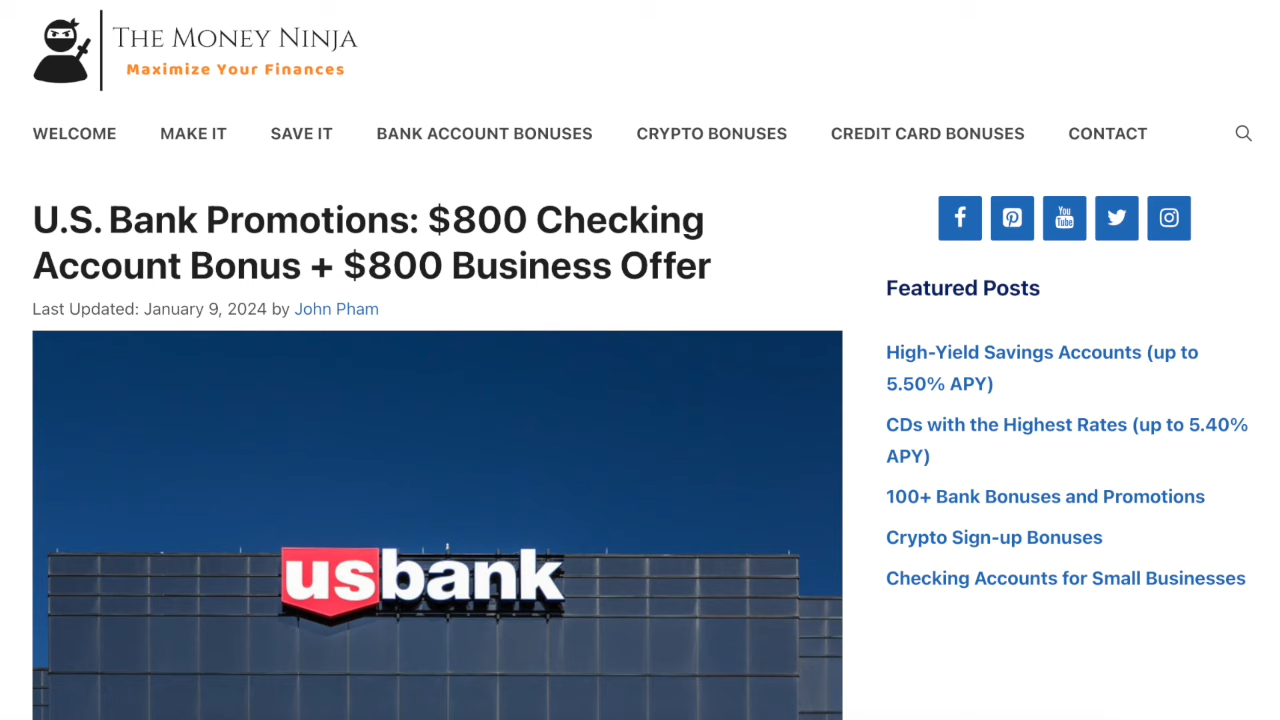 The Money Ninja
Maximize Your Finances
WELCOME
MAKE IT
SAVE IT
BANK ACCOUNT BONUSES
CRYPTO BONUSES
CREDIT CARD BONUSES
CONTACT
U.S. Bank Promotions: $800 Checking
Account Bonus + $800 Business Offer
Last Updated: January 9, 2024 by John Pham
usbank
You
Tube
Featured Posts
High-Yield Savings Accounts (up to
5.50% APY)
CDs with the Highest Rates (up to 5.40%
APY)
100+ Bank Bonuses and Promotions
Crypto Sign-up Bonuses
Checking Accounts for Small Businesses